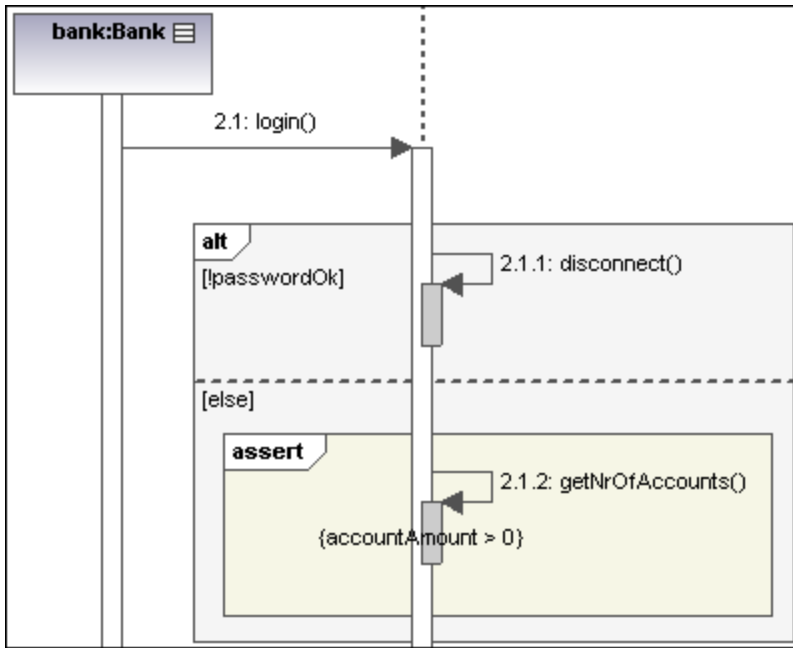 bank:Bank
2.1: login()
alt
2.1.1: disconnect()
[!passwordOk]
[else]
assert
2.1.2: getNrOfAccounts()
{accountAmount > 0}